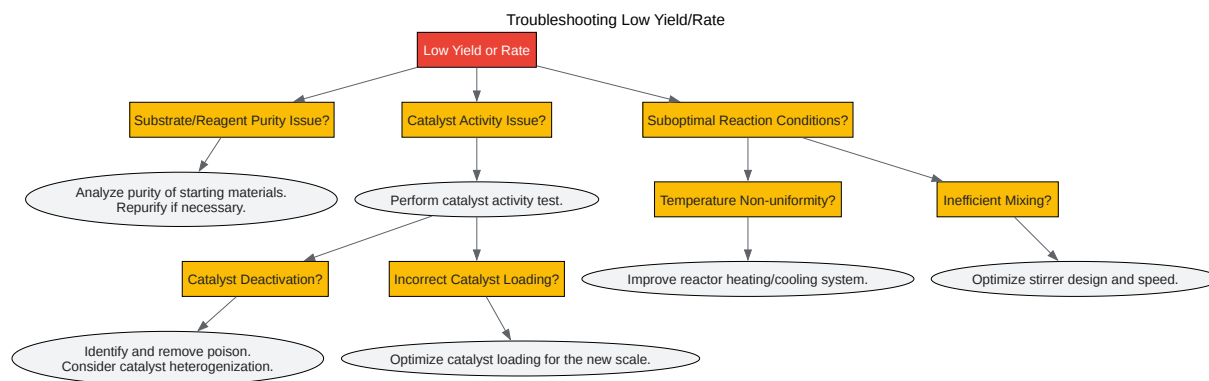 Troubleshooting Low Yield/Rate
Low Yield or Rate
Substrate/Reagent Purity Issue?
Catalyst Activity Issue?
Suboptimal Reaction Conditions?
Analyze purity of starting materials.
Repurify if necessary.
Perform catalyst activity test.
Temperature Non-uniformity?
Inefficient Mixing?
Catalyst Deactivation?
Incorrect Catalyst Loading?
Improve reactor heating/cooling system.
Optimize stirrer design and speed.
Identify and remove poison.
Consider catalyst heterogenization.
Optimize catalyst loading for the new scale.